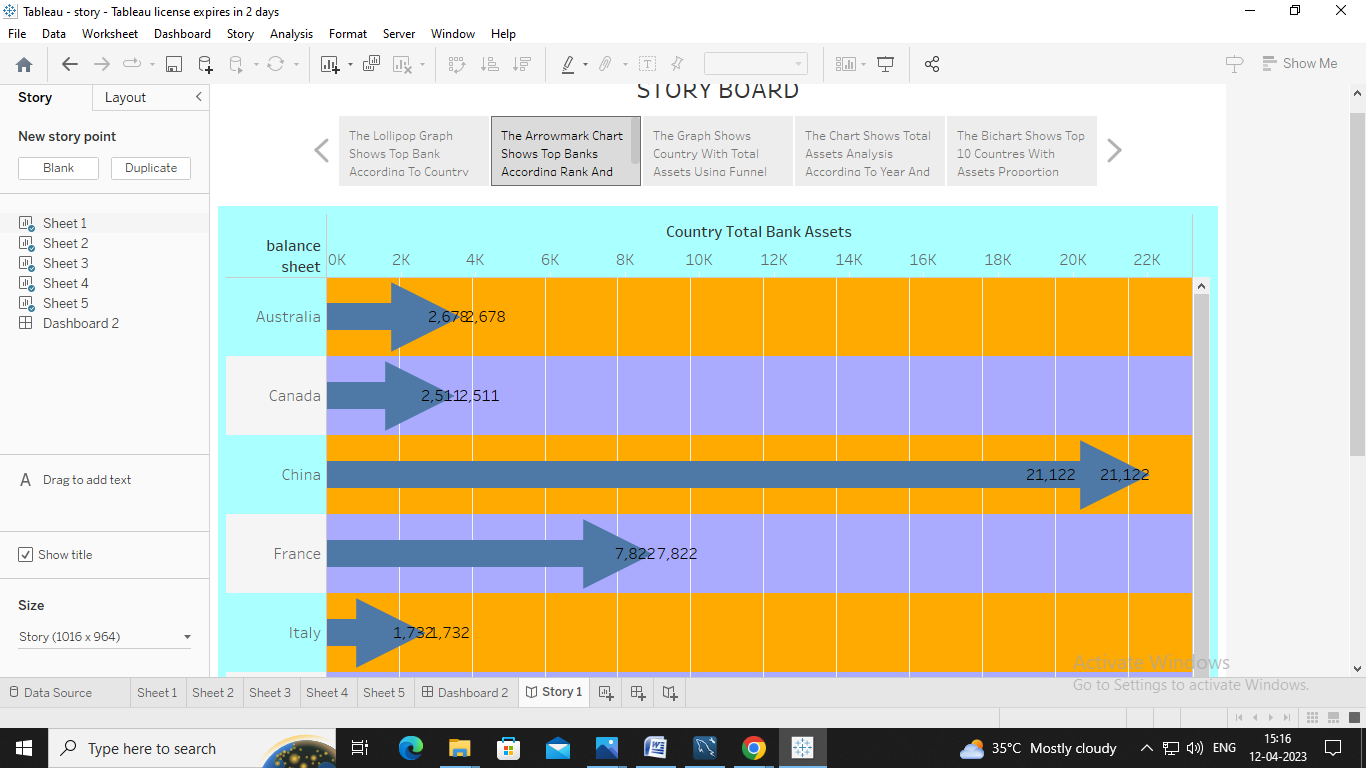 Tableau - story - Tableau license expires in 2 days
File Data Worksheet Dashboard Story Analysis Format Server Window Help
Show Me
Story Layout
New story point
Blank Duplicate
Sheet 1
Sheet 2
Sheet 3
Sheet 4
Sheet 5
Dashboard 2
A Drag to add text
Show title
Size
Story (1016 x 964)
STORY BOARD
The Lollipop Graph
Shows Top Bank
According To Country
The Arrowmark Chart
Shows Top Banks
According Rank And
The Graph Shows
Country With Total
Assets Using Funnel
The Chart Shows Total
Assets Analysis
According To Year And
The Bichart Shows Top
10 Countres With
Assets Proportion
Country Total Bank Assets
balance
sheet
0K 2K 4K 6K 8K 10K 12K 14K 16K 18K 20K 22K
Australia 2,678 2,678
Canada 2,511 2,511
China 21,122 21,122
France 7,822 7,822
Italy 1,732 1,732
Activate Windows
Go to Settings to activate Windows.
Data Source Sheet 1 Sheet 2 Sheet 3 Sheet 4 Sheet 5 Dashboard 2 Story 1
Type here to search
35°C Mostly cloudy
ENG
15:16
12-04-2023